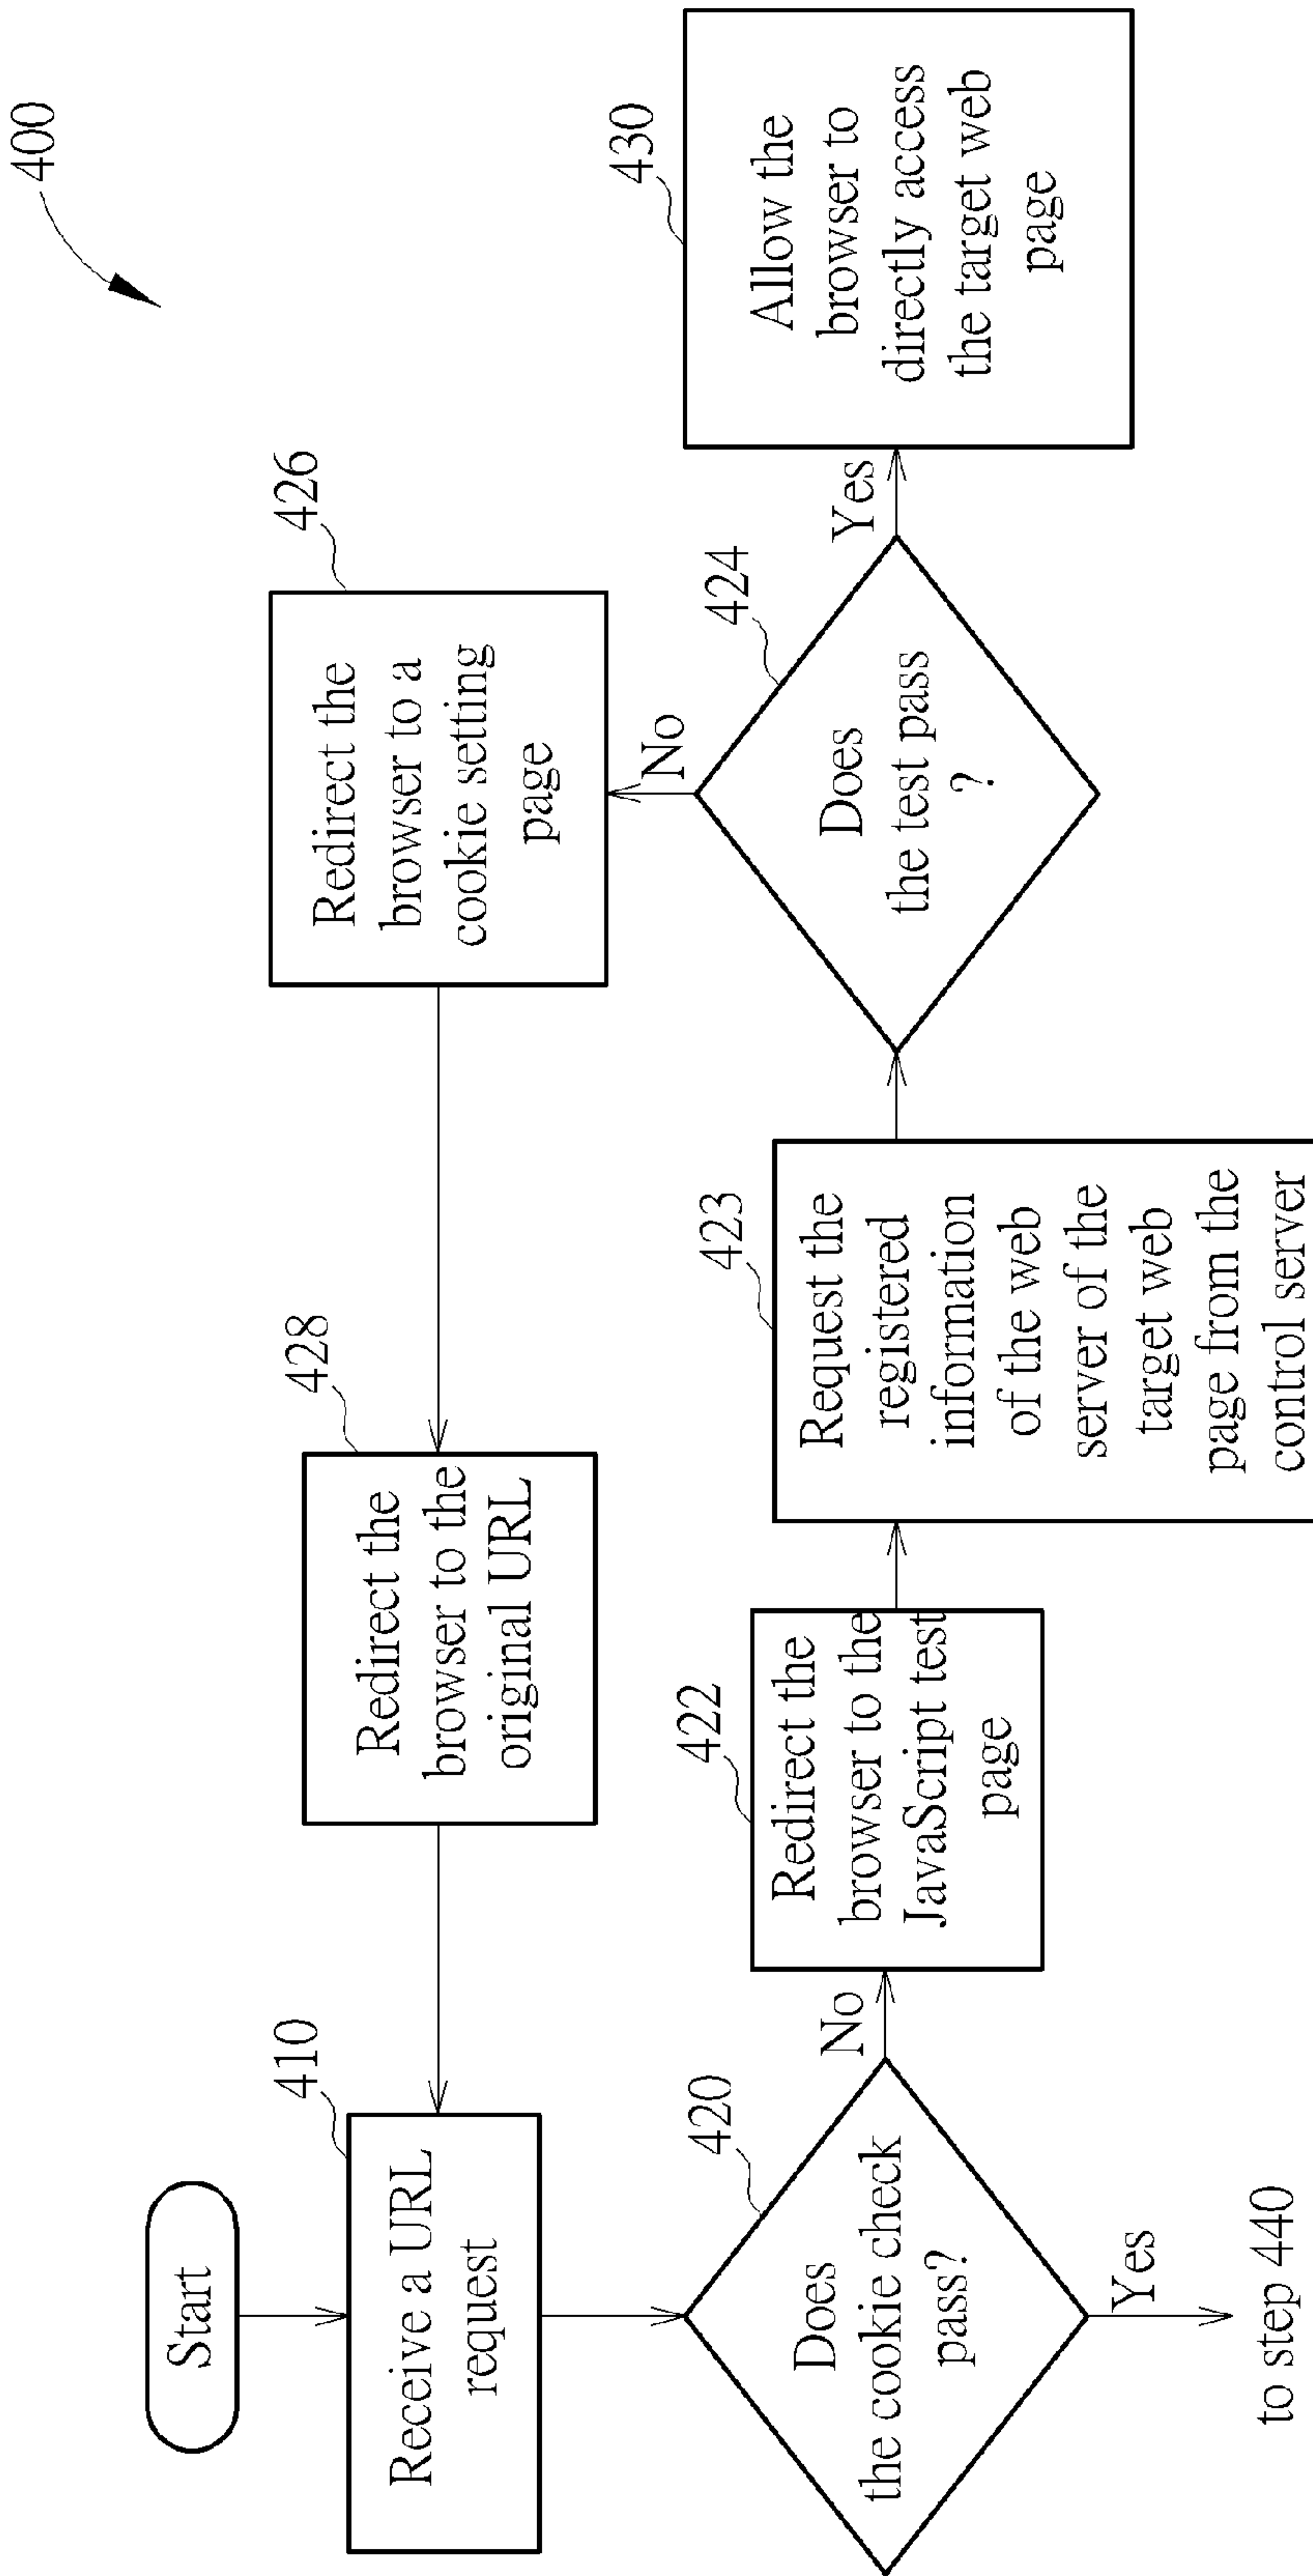 400
Start
410
Receive a URL
request
428
Redirect the
browser to the
original URL
426
Redirect the
browser to a
cookie setting
page
420
Does
the cookie check
pass?
No
Yes
to step 440
422
Redirect the
browser to the
JavaScript test
page
423
Request the
registered
information
of the web
server of the
target web
page from the
control server
424
Does
the test pass
?
No
Yes
430
Allow the
browser to
directly access
the target web
page